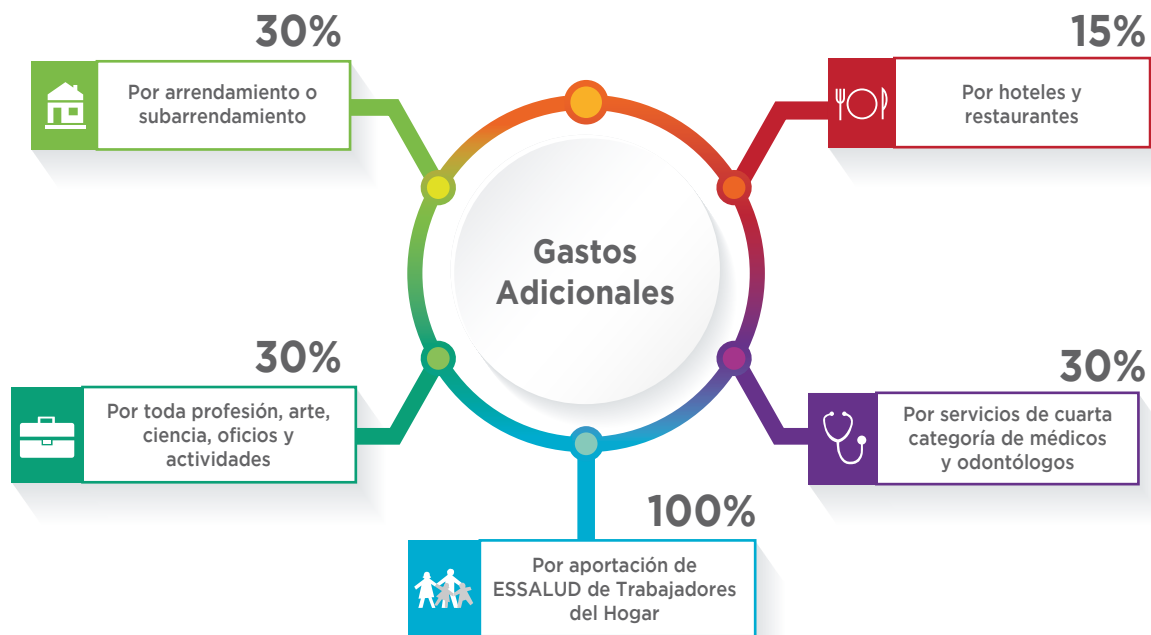 30%
Por arrendamiento o
subarrendamiento
15%
Por hoteles y
restaurantes
Gastos
Adicionales
30%
Por toda profesión, arte,
ciencia, oficios y
actividades
30%
Por servicios de cuarta
categoría de médicos
y odontólogos
100%
Por aportación de
ESSALUD de Trabajadores
del Hogar